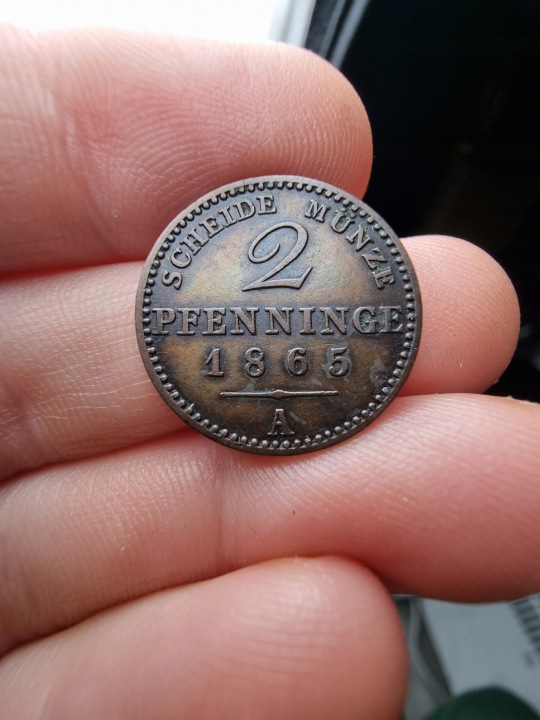 SCHEIDE MÜNZE
2
PFENNINGE
1865
A